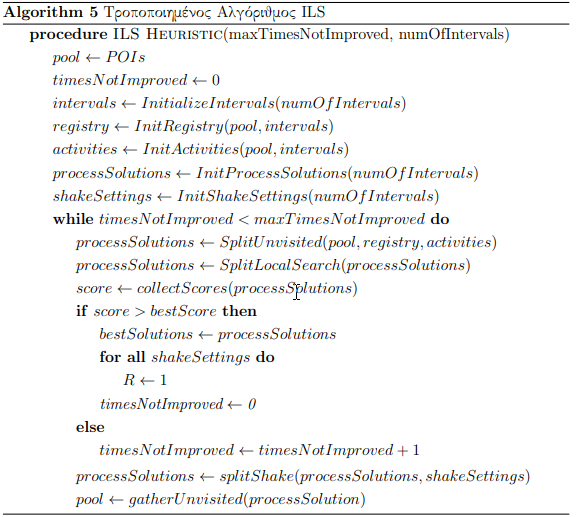 Algorithm 5 Τροποποιημένος Αλγόριθμος ILS
procedure ILS HEURISTIC(maxTimesNotImproved, numOfIntervals)
pool ← POIs
timesNotImproved ← 0
intervals ← InitializeIntervals(numOfIntervals)
registry ← InitRegistry(pool, intervals)
activities ← InitActivities(pool, intervals)
processSolutions ← InitProcessSolutions(numOfIntervals)
shakeSettings ← InitShakeSettings(numOfIntervals)
while timesNotImproved < maxTimesNotImproved do
processSolutions ← SplitUnvisited(pool, registry, activities)
processSolutions ← SplitLocalSearch(processSolutions)
score ← collectScores(processSolutions)
if score > bestScore then
bestSolutions ← processSolutions
for all shakeSettings do
R ← 1
timesNotImproved ← 0
else
timesNotImproved ← timesNotImproved + 1
processSolutions ← splitShake(processSolutions, shakeSettings)
pool ← gatherUnvisited(processSolution)